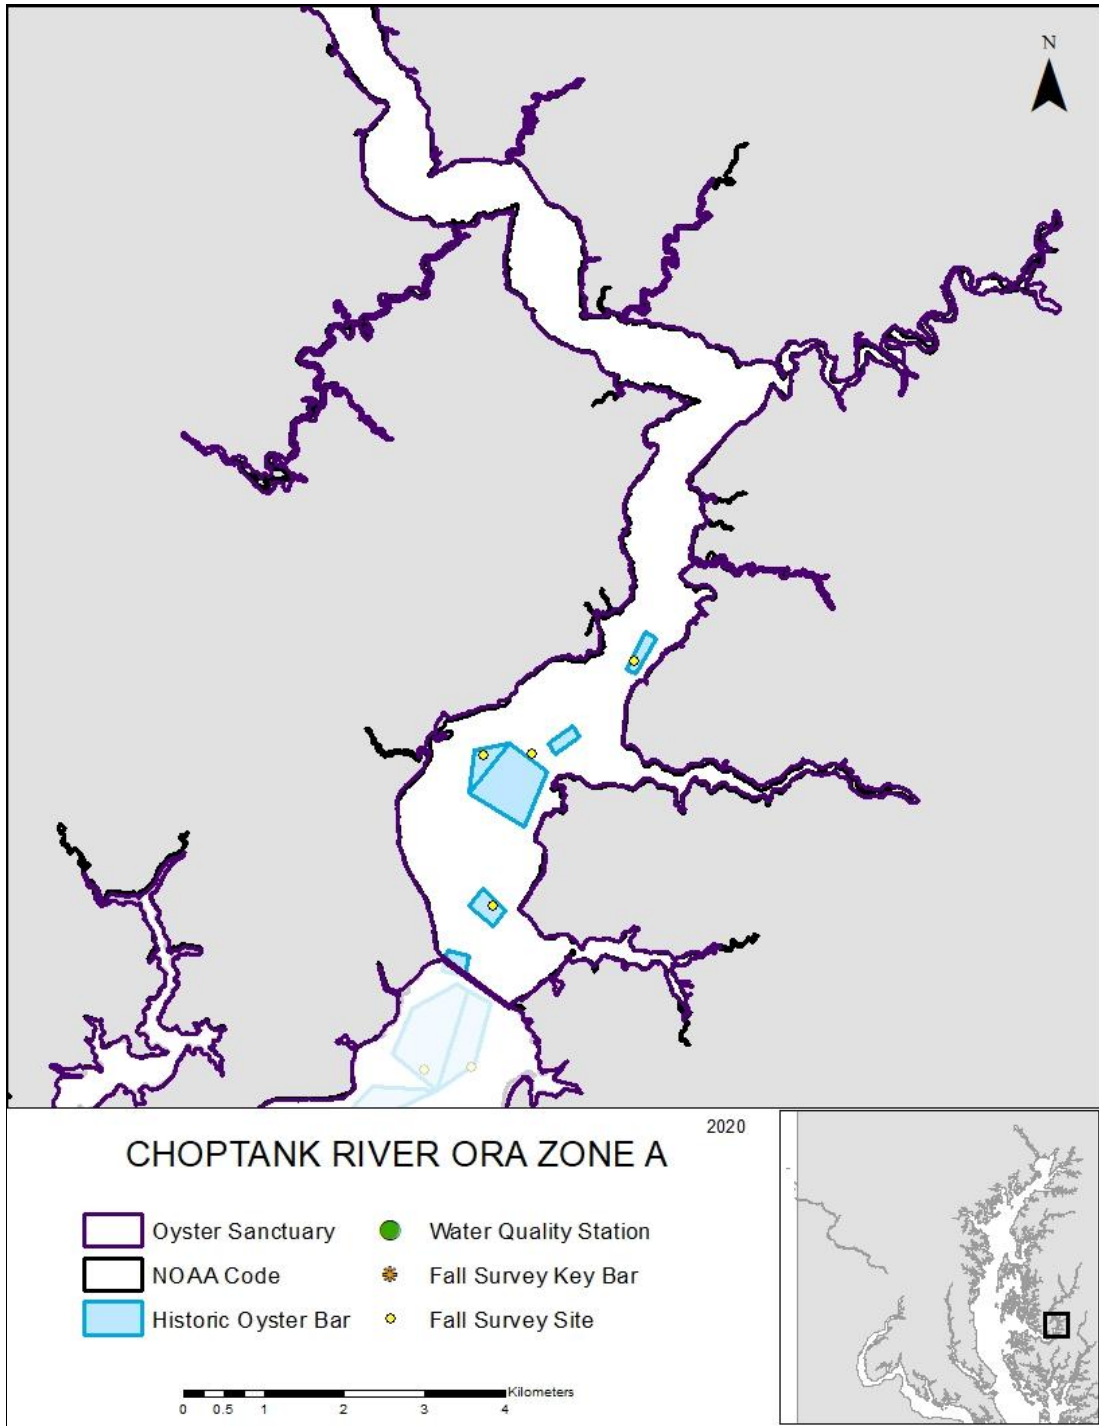 N
2020
CHOPTANK RIVER ORA ZONE A
Oyster Sanctuary
Water Quality Station
NOAA Code
Fall Survey Key Bar
Historic Oyster Bar
Fall Survey Site
Kilometers
0 0.5 1 2 3 4